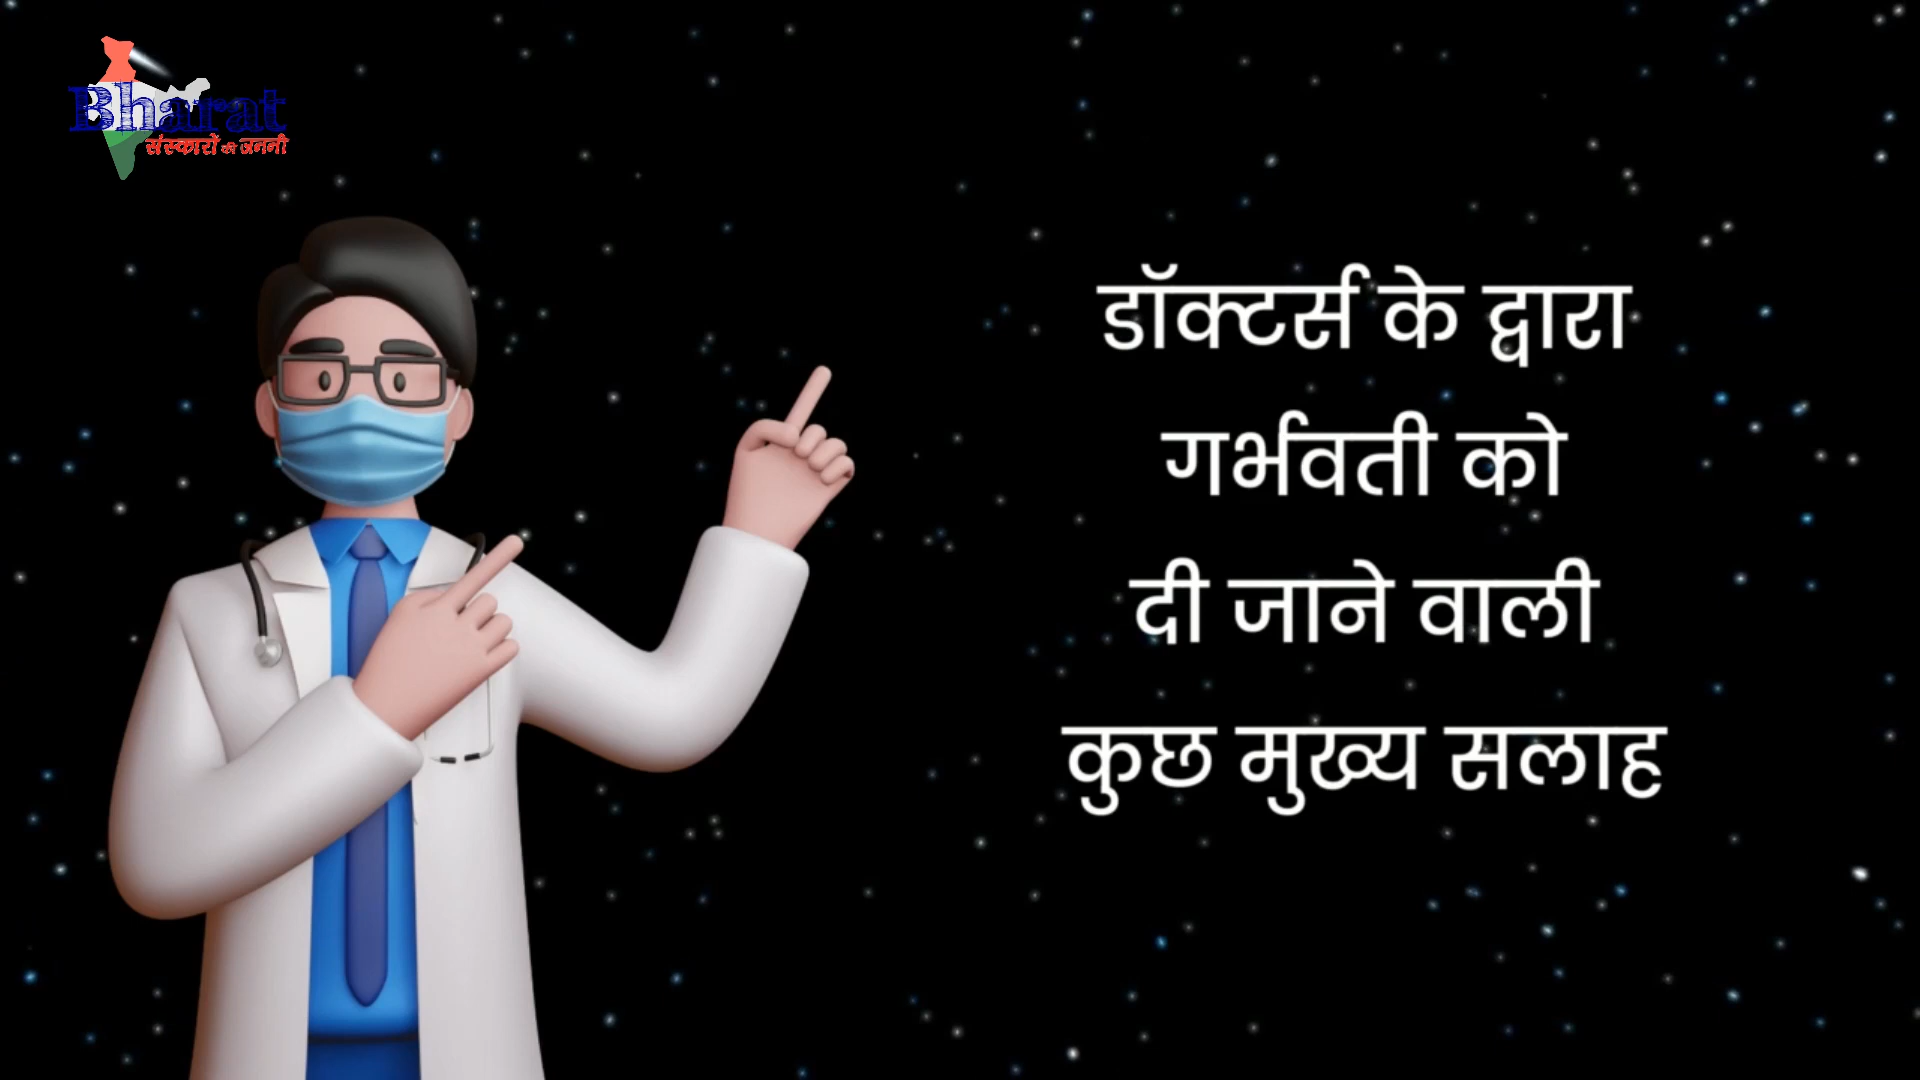 Bharat
संस्कारों की जननी
डॉक्टर्स के द्वारा
गर्भवती को
दी जाने वाली
कुछ मुख्य सलाह